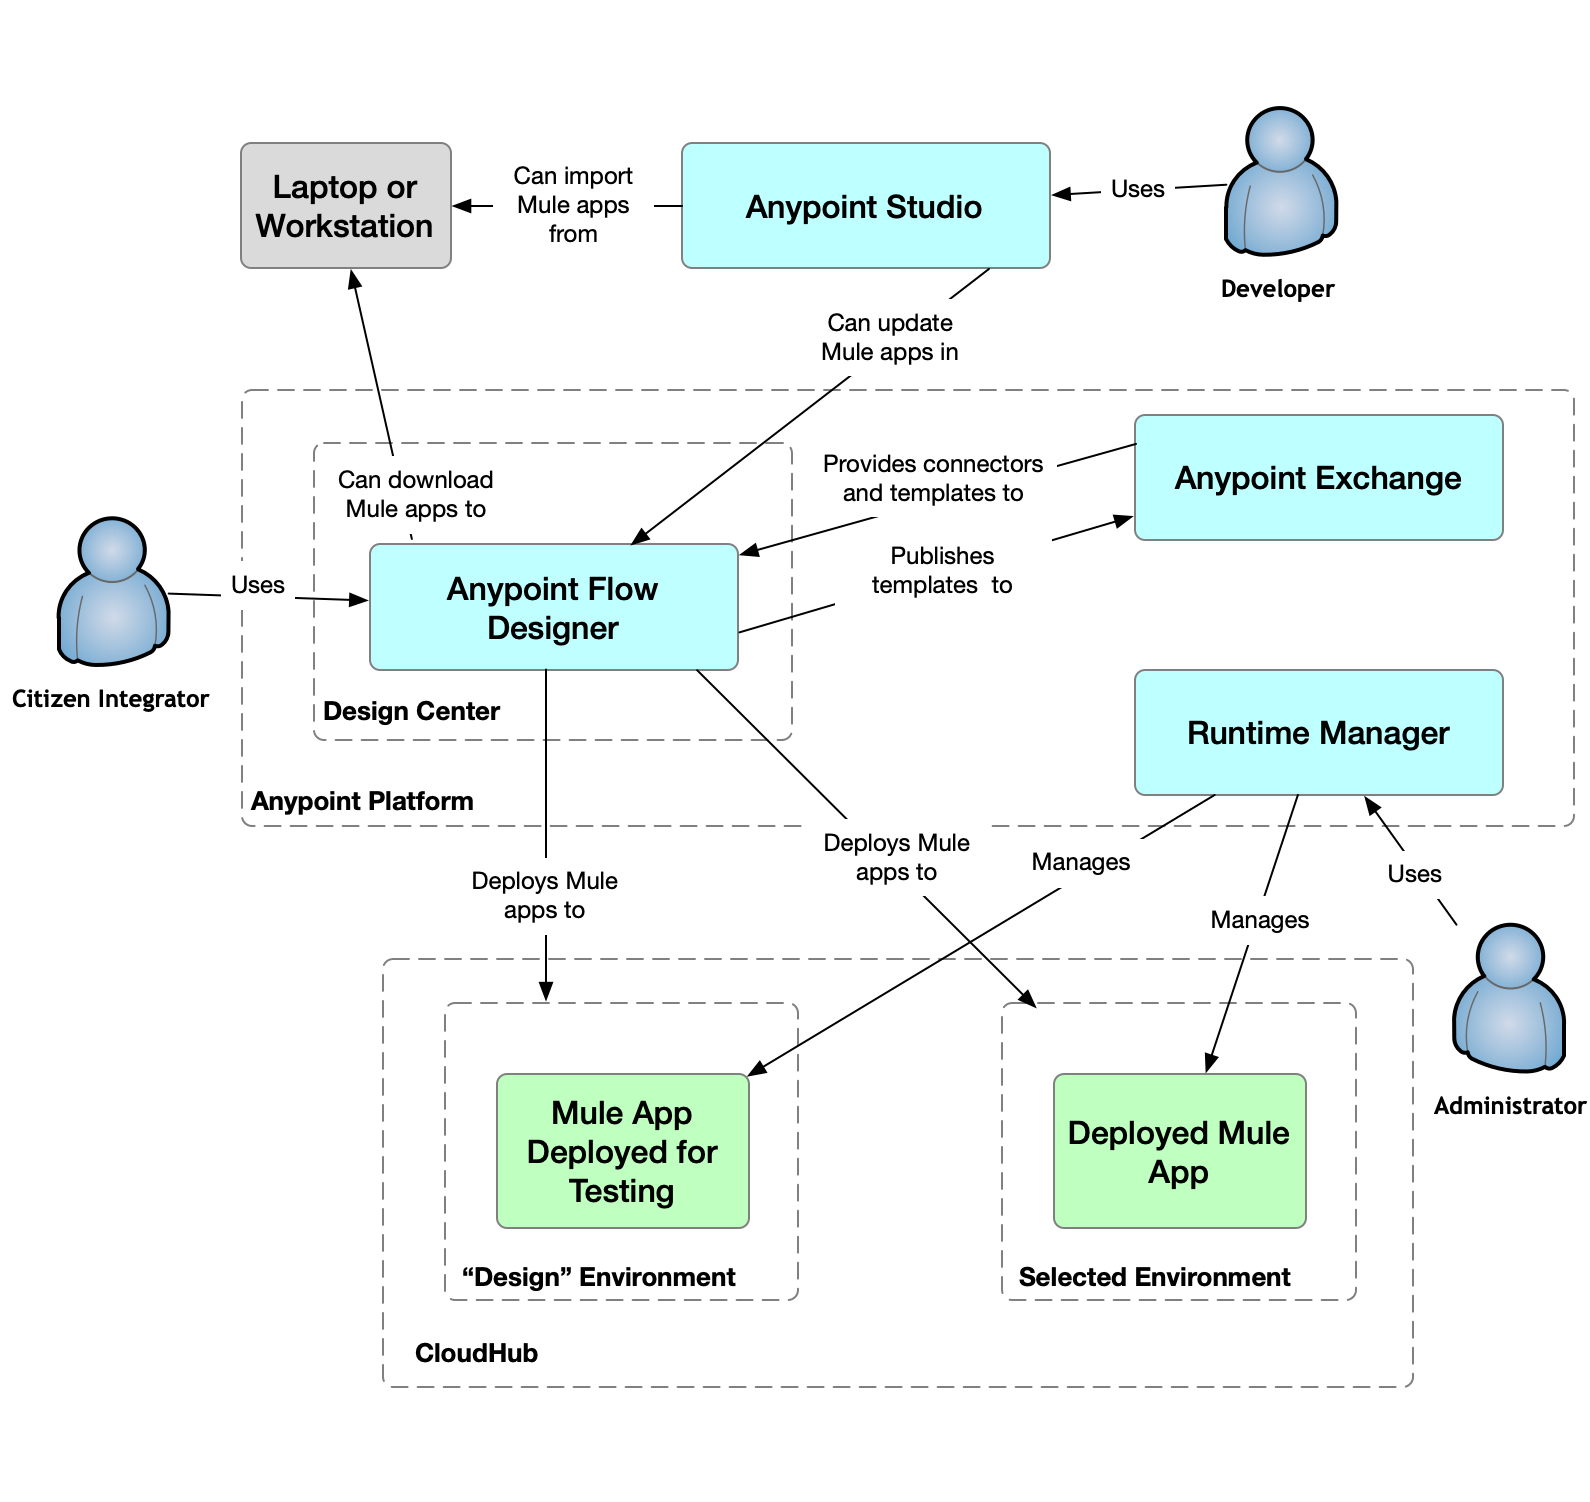 Laptop or
Workstation
Can import
Mule apps
from
Anypoint Studio
Uses
Developer
Can update
Mule apps in
Can download
Mule apps to
Provides connectors
and templates to
Anypoint Exchange
Publishes
templates  to
Uses
Citizen Integrator
Anypoint Flow
Designer
Design Center
Anypoint Platform
Runtime Manager
Deploys Mule
apps to
Deploys Mule
apps to
Manages
Manages
Uses
Administrator
Mule App
Deployed for
Testing
“Design” Environment
Deployed Mule
App
Selected Environment
CloudHub